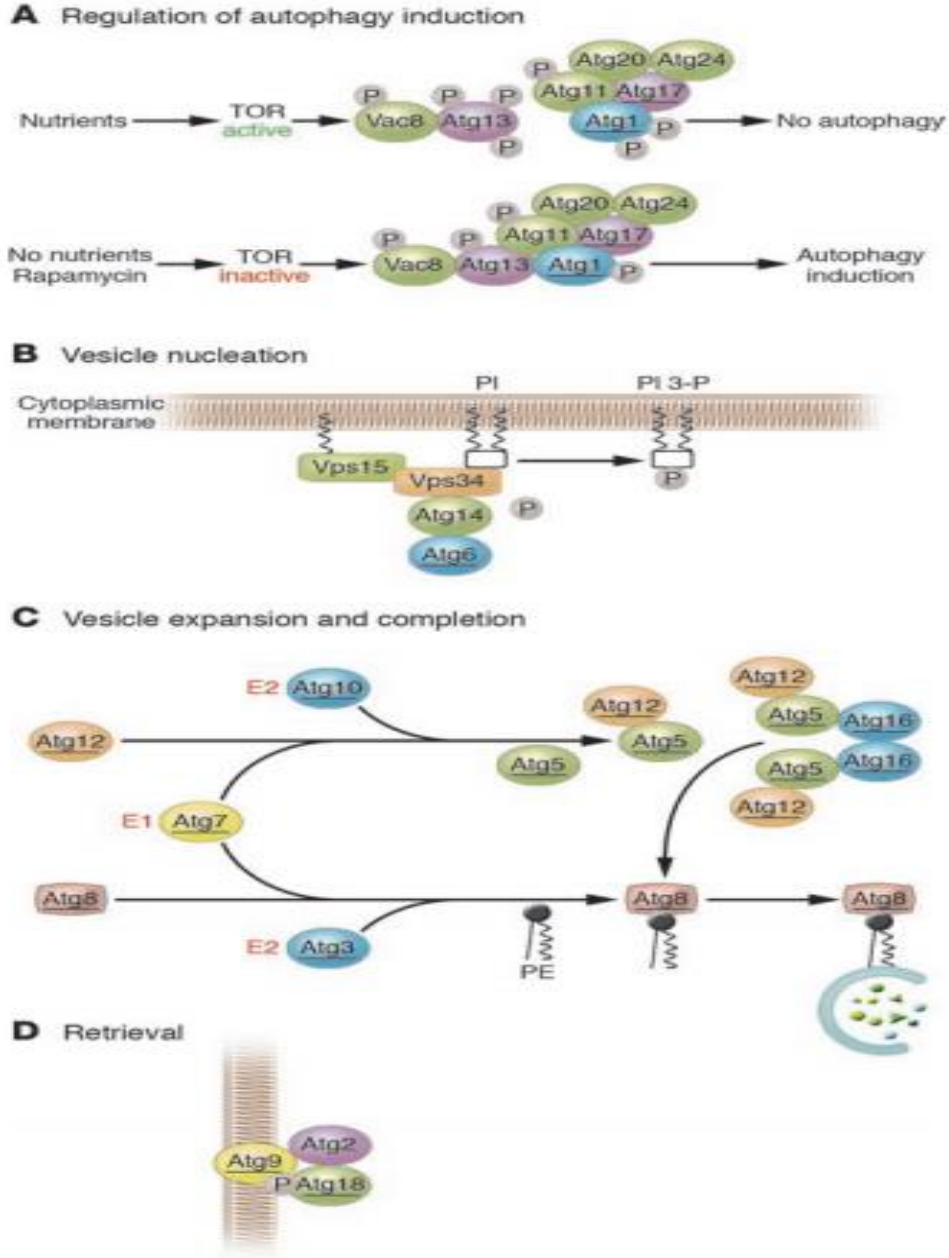 A Regulation of autophagy induction
P
Atg20 Atg24
P P P Atg11 Atg17
Nutrients TOR active Vac8 Atg13 Atg1 P No autophagy
P P
Atg20 Atg24
P
P P Atg11 Atg17
No nutrients Rapamycin TOR inactive Vac8 Atg13 Atg1 P Autophagy induction
B Vesicle nucleation
PI PI 3-P
Cytoplasmic
membrane
Vps15
Vps34 P
Atg14 P
Atg6
C Vesicle expansion and completion
E2 Atg10
Atg12
Atg12
Atg12
Atg5
Atg5
Atg5 Atg16
Atg5 Atg16
Atg12
E1 Atg7
Atg8 Atg8 Atg8
E2 Atg3
PE
D Retrieval
Atg2
Atg9
P Atg18